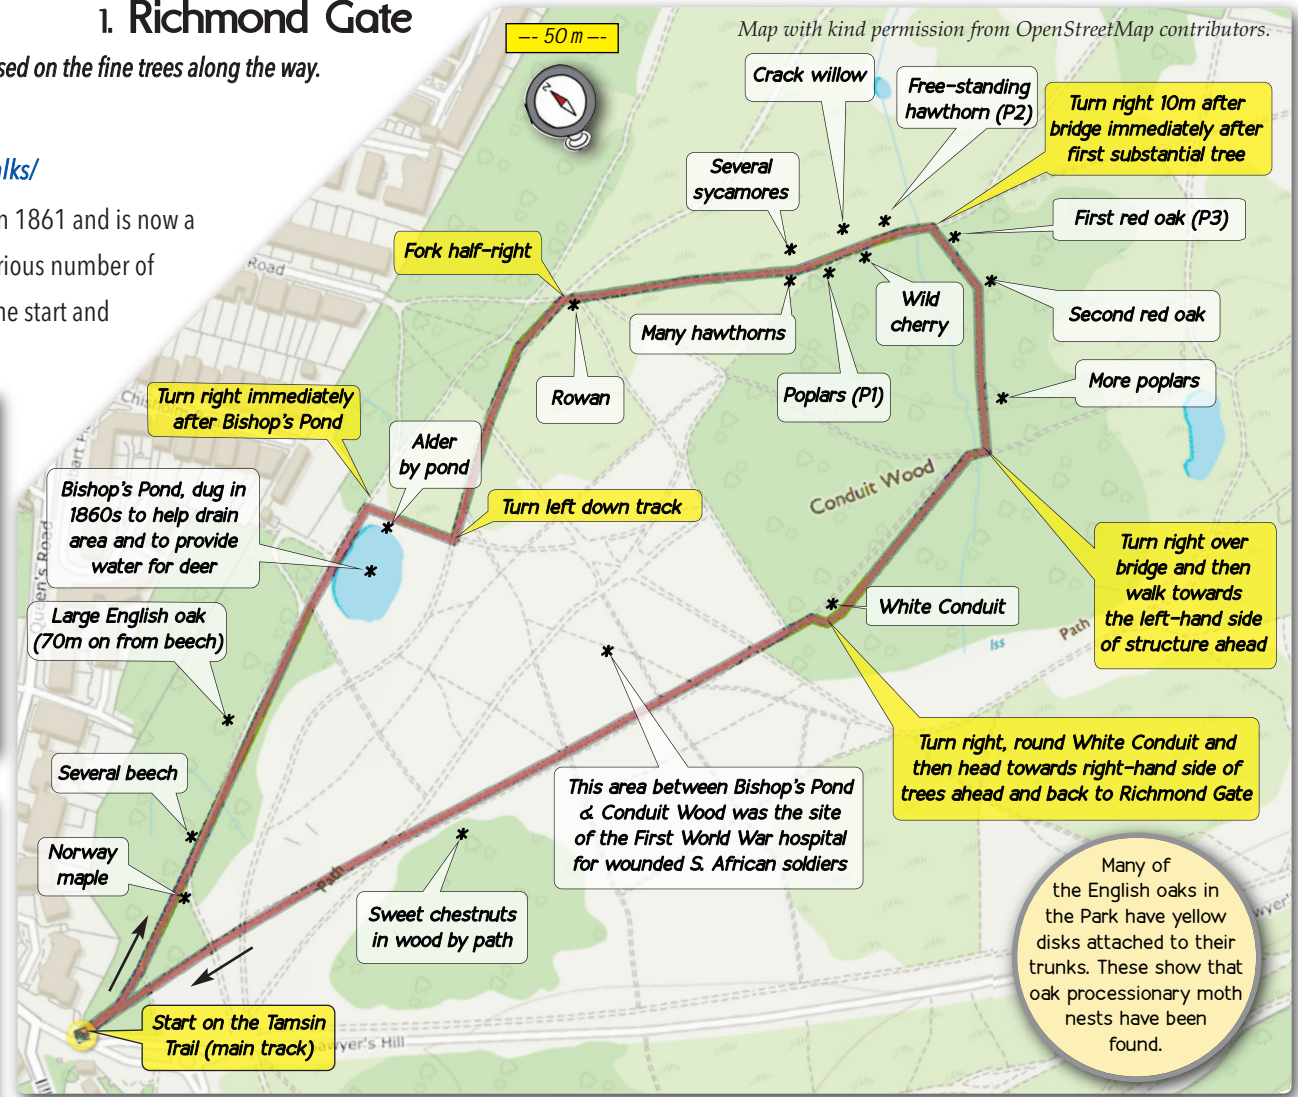 1. Richmond Gate
sed on the fine trees along the way.
alks/
n 1861 and is now a
rious number of
ne start and
--- 50 m ---
Map with kind permission from OpenStreetMap contributors.
Crack willow
Free-standing
hawthorn (P2)
Turn right 10m after
bridge immediately after
first substantial tree
Several
sycamores
First red oak (P3)
Fork half-right
Road
Wild
cherry
Second red oak
Many hawthorns
More poplars
Rowan
Poplars (P1)
Turn right immediately
after Bishop's Pond
Alder
by pond
Conduit Wood
Bishop's Pond, dug in
1860s to help drain
area and to provide
water for deer
Turn left down track
Queen's Road
Turn right over
bridge and then
walk towards
the left-hand side
of structure ahead
Large English oak
(70m on from beech)
White Conduit
Path
Iss
Turn right, round White Conduit and
then head towards right-hand side of
trees ahead and back to Richmond Gate
Several beech
This area between Bishop's Pond
& Conduit Wood was the site
of the First World War hospital
for wounded S. African soldiers
Norway
maple
Path
Sweet chestnuts
in wood by path
Many of
the English oaks in
the Park have yellow
disks attached to their
trunks. These show that
oak processionary moth
nests have been
found.
Start on the Tamsin
Trail (main track)
awyer's Hill